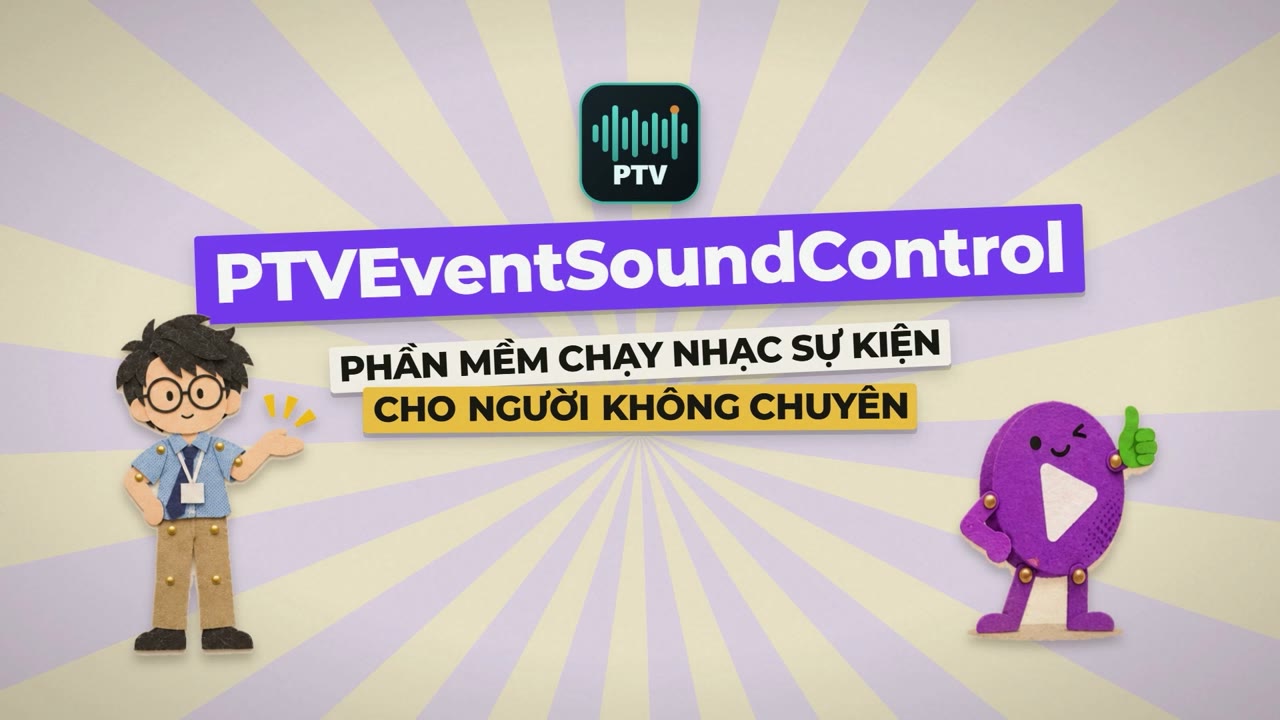 PTV
PTVEventSoundControl
PHẦN MỀM CHẠY NHẠC SỰ KIỆN
CHO NGƯỜI KHÔNG CHUYÊN